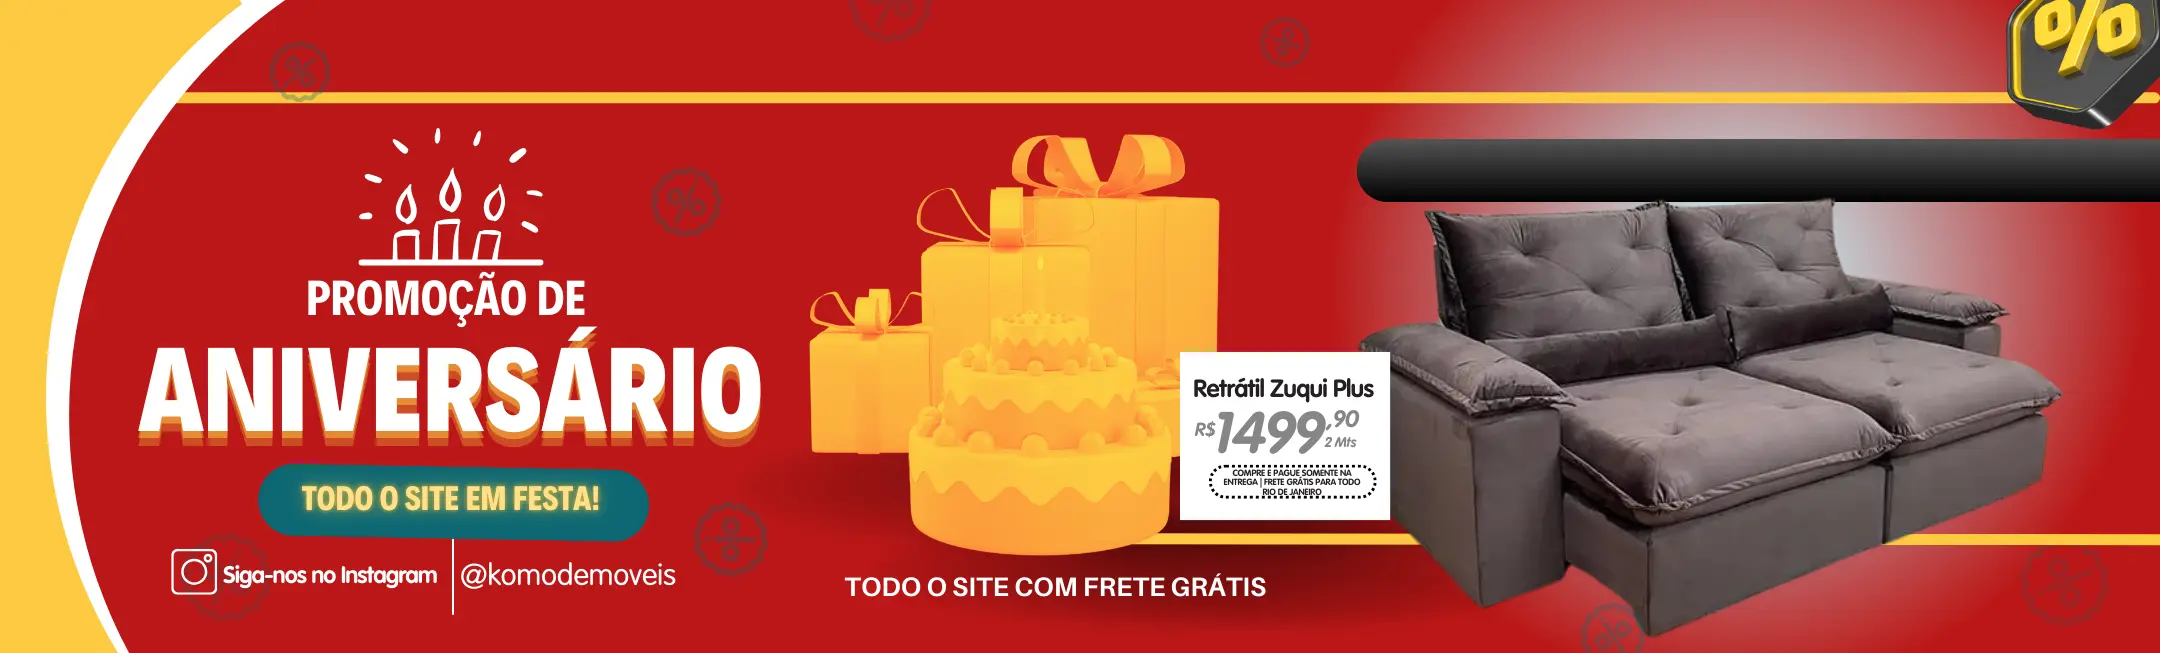 PROMOÇÃO DE
ANIVERSÁRIO
TODO O SITE EM FESTA!
Siga-nos no Instagram
@komodemoveis
TODO O SITE COM FRETE GRÁTIS
Retrátil Zuqui Plus
R$1499,90
2 Mts
COMPRE E PAGUE SOMENTE NA
ENTREGA | FRETE GRÁTIS PARA TODO
RIO DE JANEIRO
%